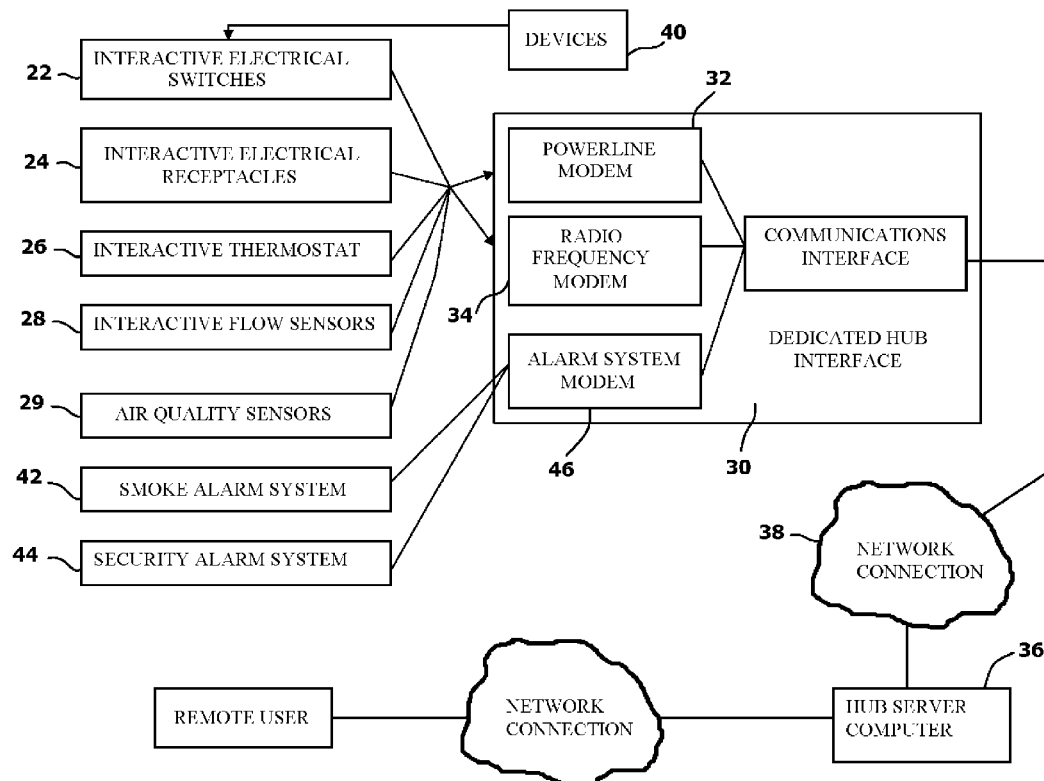 DEVICES
40
22
INTERACTIVE ELECTRICAL
SWITCHES
32
24
INTERACTIVE ELECTRICAL
RECEPTACLES
POWERLINE
MODEM
26
INTERACTIVE THERMOSTAT
RADIO
FREQUENCY
MODEM
34
COMMUNICATIONS
INTERFACE
28
INTERACTIVE FLOW SENSORS
DEDICATED HUB
INTERFACE
ALARM SYSTEM
MODEM
29
AIR QUALITY SENSORS
46
30
42
SMOKE ALARM SYSTEM
44
SECURITY ALARM SYSTEM
38
NETWORK
CONNECTION
36
REMOTE USER
NETWORK
CONNECTION
HUB SERVER
COMPUTER